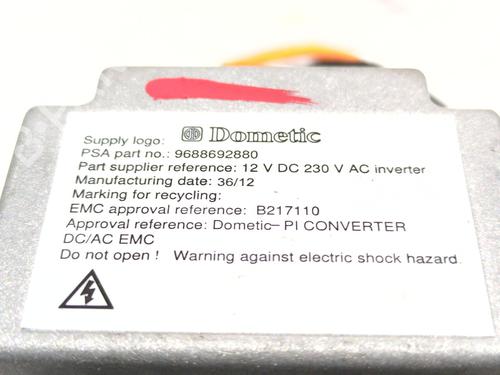 Supply logo: Dometic
PSA part no.: 9688692880
Part supplier reference: 12 V DC 230 V AC inverter
Manufacturing date: 36/12
Marking for recycling:
EMC approval reference: B217110
Approval reference: Dometic-PI CONVERTER
DC/AC EMC
Do not open ! Warning against electric shock hazard.